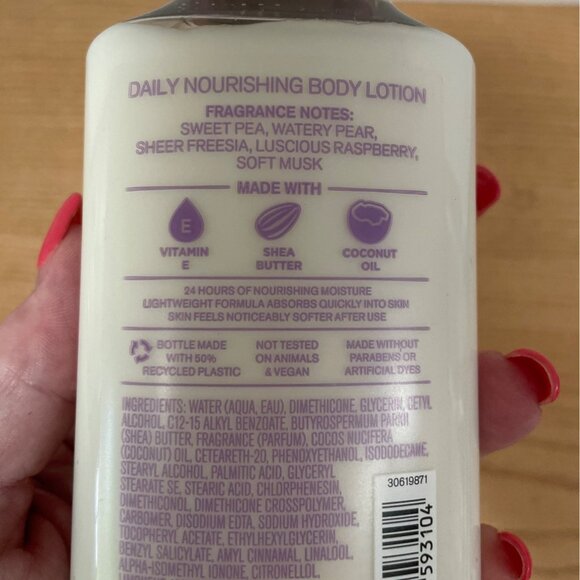 DAILY NOURISHING BODY LOTION
FRAGRANCE NOTES:
SWEET PEA, WATERY PEAR,
SHEER FREESIA, LUSCIOUS RASPBERRY,
SOFT MUSK
MADE WITH
E
VITAMIN
E
SHEA
BUTTER
COCONUT
OIL
24 HOURS OF NOURISHING MOISTURE
LIGHTWEIGHT FORMULA ABSORBS QUICKLY INTO SKIN
SKIN FEELS NOTICEABLY SOFTER AFTER USE
BOTTLE MADE
WITH 50%
RECYCLED PLASTIC
NOT TESTED
ON ANIMALS
& VEGAN
MADE WITHOUT
PARABENS OR
ARTIFICIAL DYES
INGREDIENTS: WATER (AQUA, EAU), DIMETHICONE, GLYCERIN, CETYL
ALCOHOL, C12-15 ALKYL BENZOATE, BUTYROSPERMUM PARKII
(SHEA) BUTTER, FRAGRANCE (PARFUM), COCOS NUCIFERA
(COCONUT) OIL, CETEARETH-20, PHENOXYETHANOL, ISODODECANE,
STEARYL ALCOHOL, PALMITIC ACID, GLYCERYL
STEARATE SE, STEARIC ACID, CHLORPHENESIN,
DIMETHICONOL, DIMETHICONE CROSSPOLYMER,
CARBOMER, DISODIUM EDTA, SODIUM HYDROXIDE,
TOCOPHERYL ACETATE, ETHYLHEXYLGLYCERIN,
BENZYL SALICYLATE, AMYL CINNAMAL, LINALOOL,
ALPHA-ISOMETHYL IONONE, CITRONELLOL,
30619871
593104